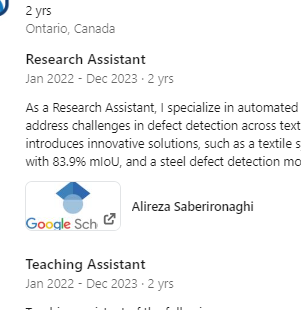 2 yrs
Ontario, Canada
Research Assistant
Jan 2022 - Dec 2023 · 2 yrs
As a Research Assistant, I specialize in automated
address challenges in defect detection across text
introduces innovative solutions, such as a textile s
with 83.9% mIoU, and a steel defect detection mo
Google Sch
Alireza Saberironaghi
Teaching Assistant
Jan 2022 - Dec 2023 · 2 yrs